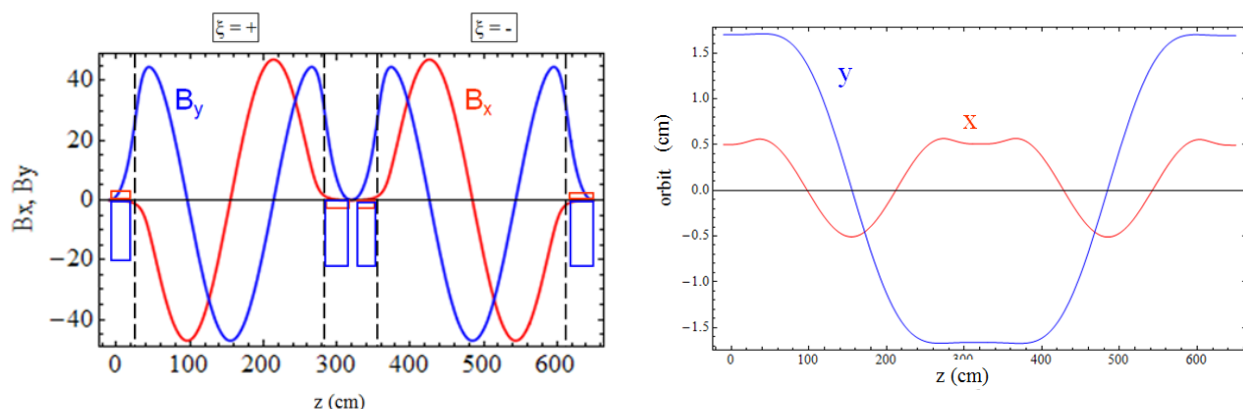 ξ = +
ξ = -
40
20
0
−20
−40
Bx, By
By
Bx
0 100 200 300 400 500 600
z (cm)
1.5
1.0
0.5
0.0
−0.5
−1.0
−1.5
orbit (cm)
y
x
0 100 200 300 400 500 600
z (cm)